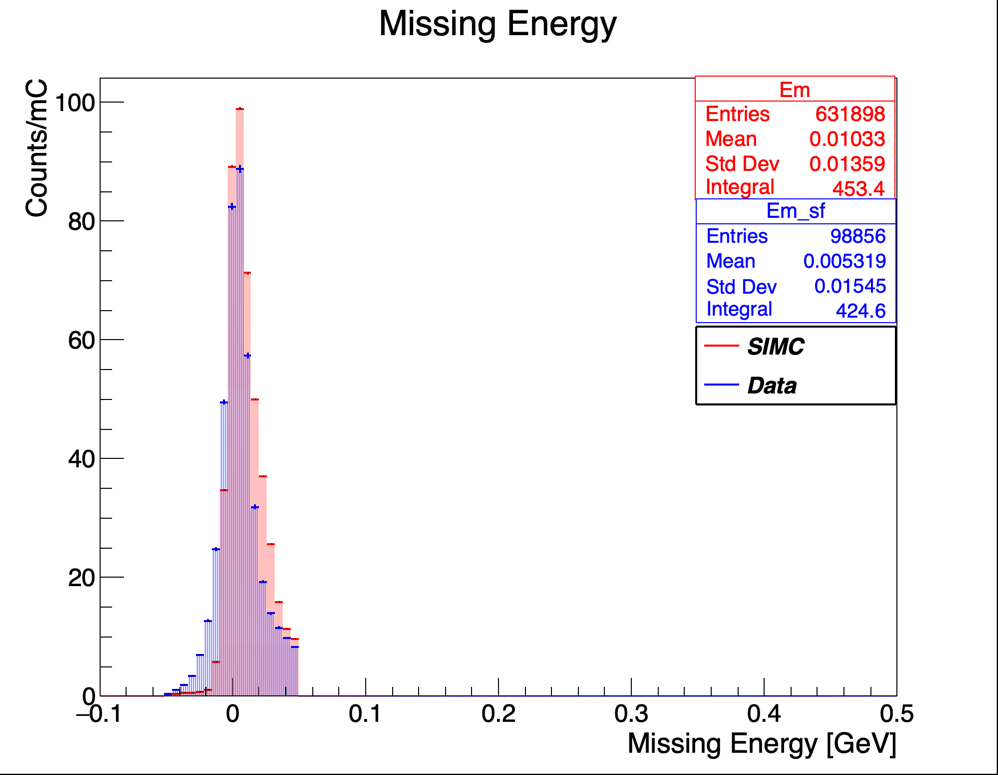 Missing Energy
Counts/mC
100
80
60
40
20
0
−0.1
0
0.1
0.2
0.3
0.4
0.5
Missing Energy [GeV]
Em
Entries 631898
Mean 0.01033
Std Dev 0.01359
Integral 453.4
Em_sf
Entries 98856
Mean 0.005319
Std Dev 0.01545
Integral 424.6
SIMC
Data